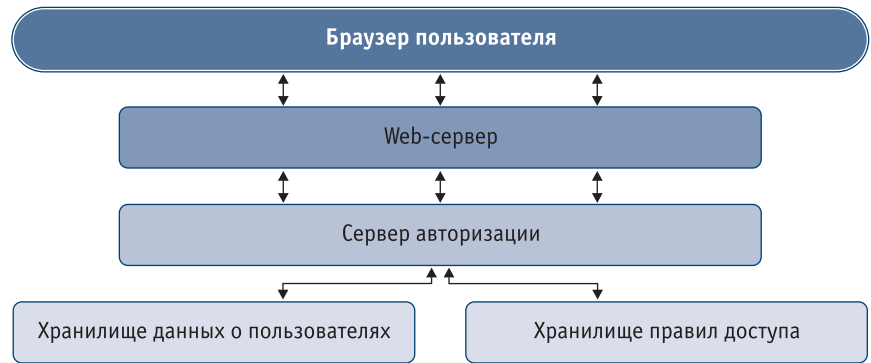 Браузер пользователя
Web-сервер
Сервер авторизации
Хранилище данных о пользователях
Хранилище правил доступа